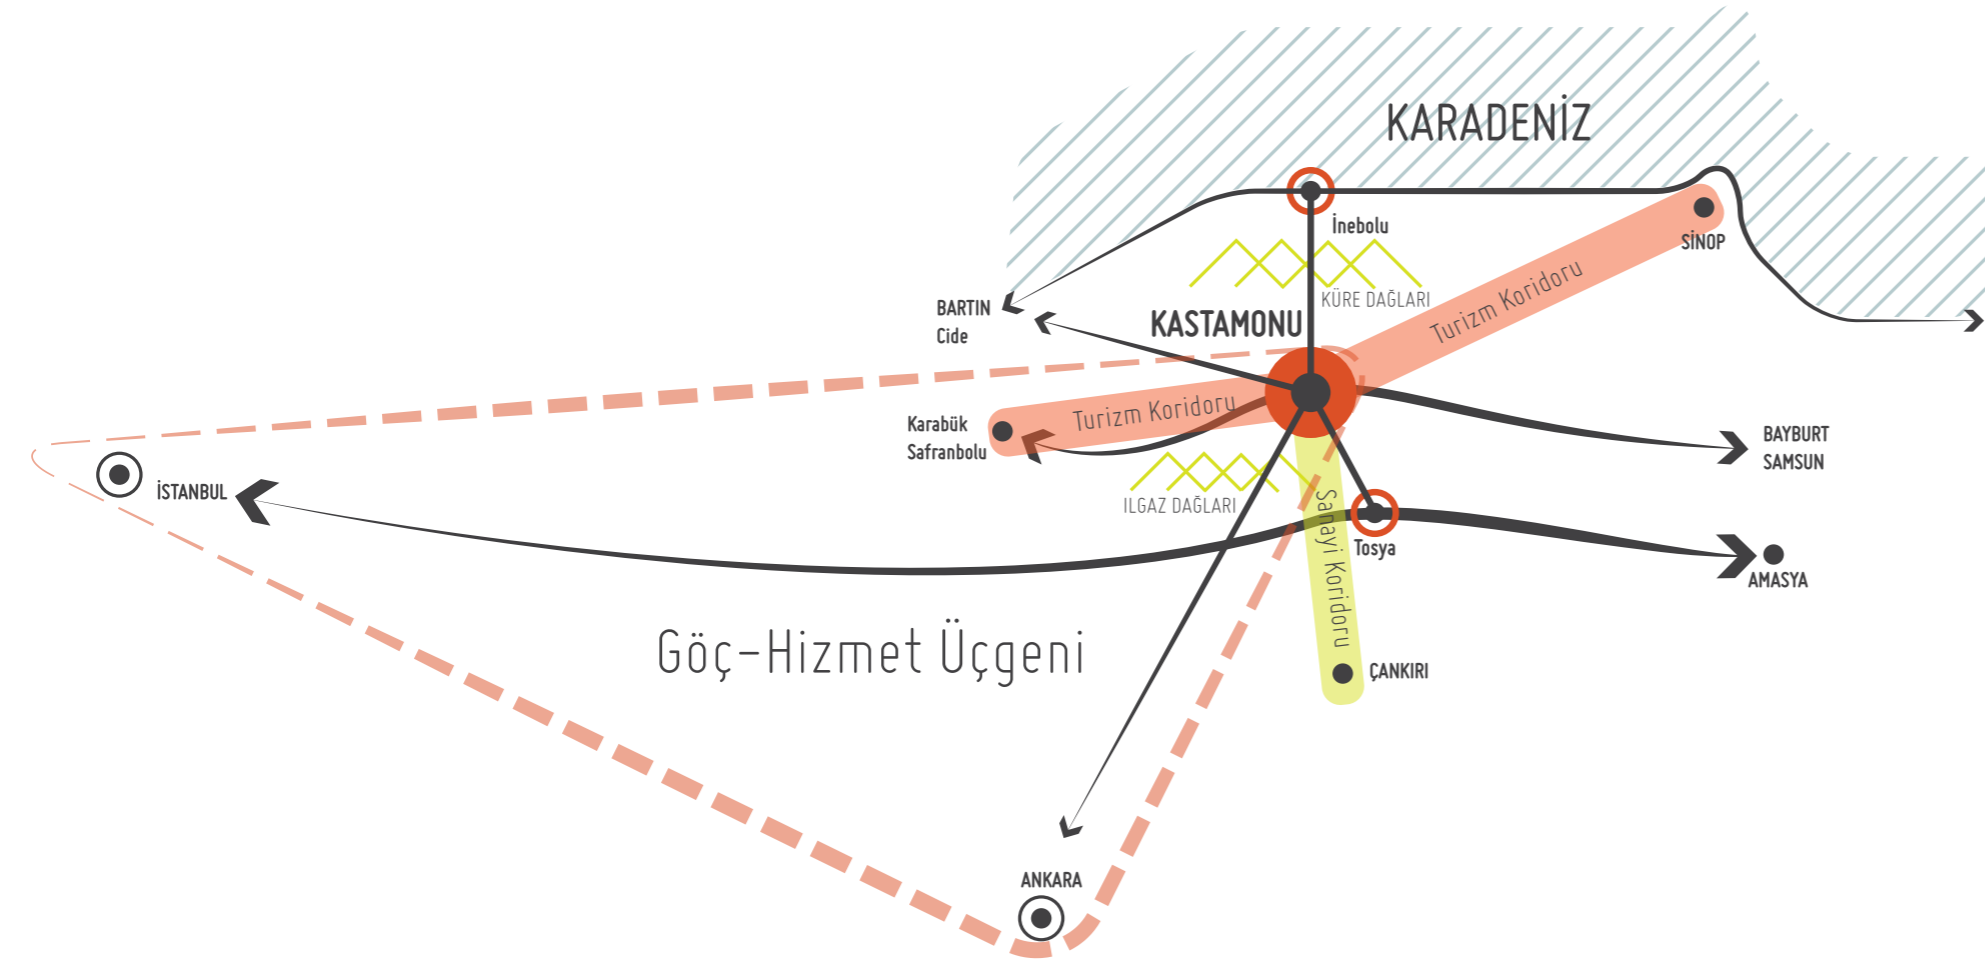 KARADENİZ
İnebolu
SİNOP
KÜRE DAĞLARI
Turizm Koridoru
BARTIN
Cide
KASTAMONU
Karabük
Safranbolu
Turizm Koridoru
BAYBURT
SAMSUN
İSTANBUL
ILGAZ DAĞLARI
Sanayi Koridoru
Tosya
AMASYA
Göç-Hizmet Üçgeni
ÇANKIRI
ANKARA